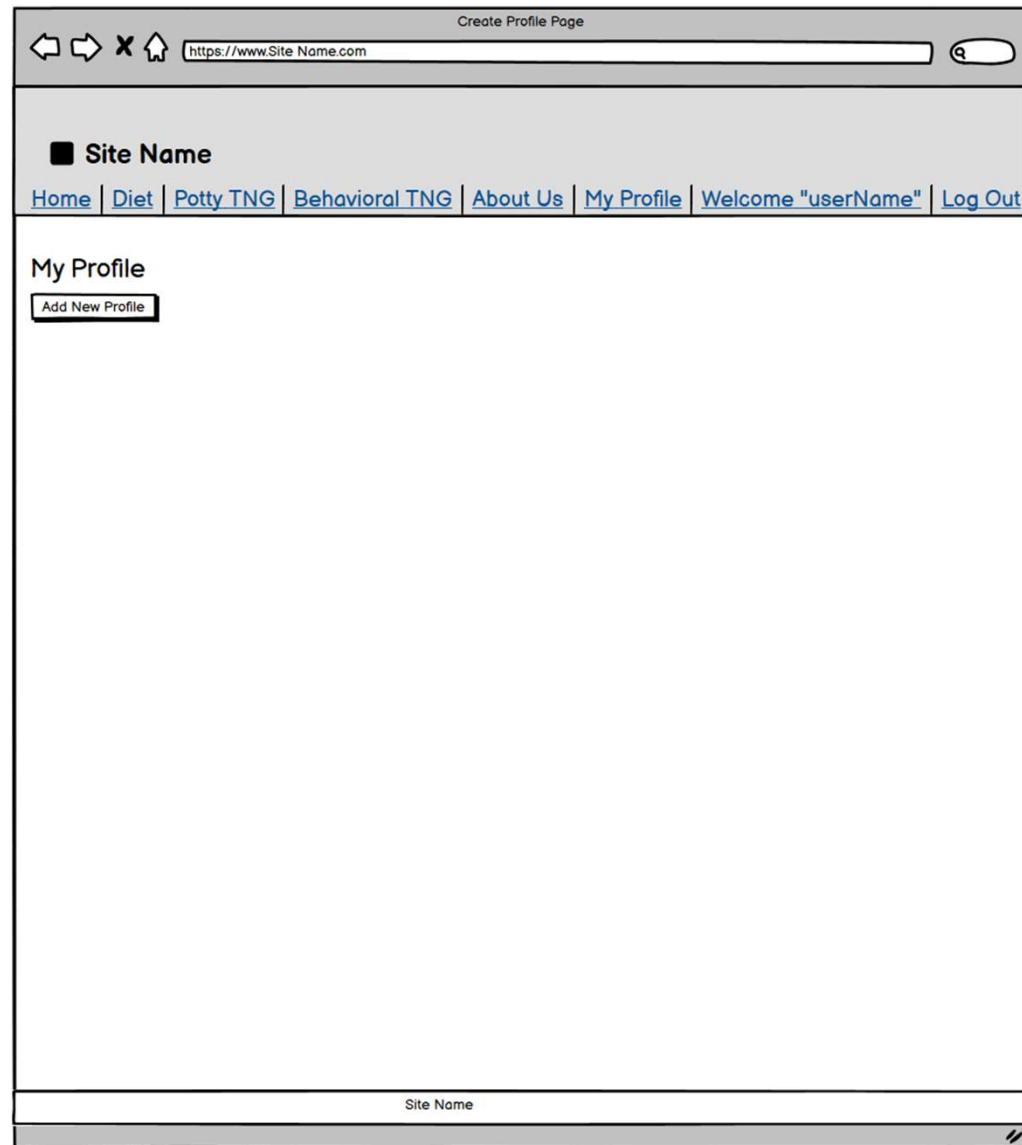 Create Profile Page
https://www.Site Name.com
Site Name
Home Diet Potty TNG Behavioral TNG About Us My Profile Welcome "userName" Log Out
My Profile
Add New Profile
Site Name